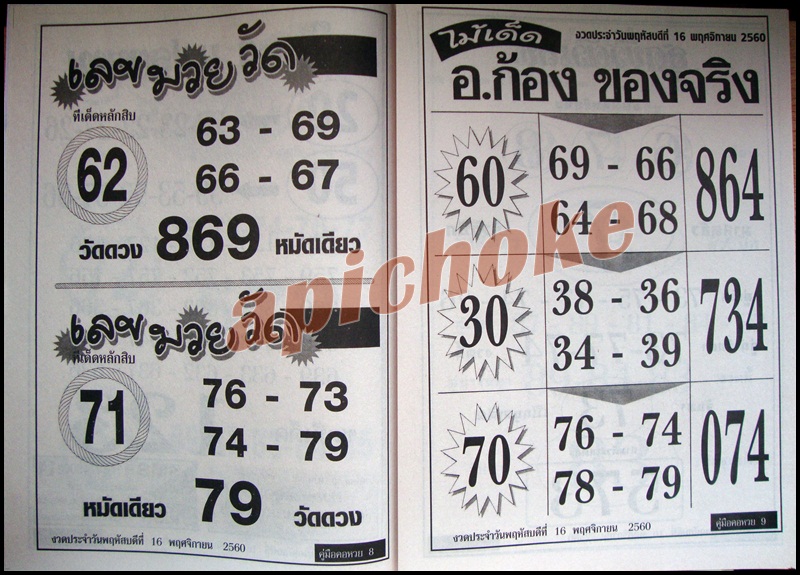 เลขมวยวัด
ทีเด็ดหลักสิบ
62
63 - 69
66 - 67
วัดดวง 869 หมัดเดียว
เลขมวยวัด
ทีเด็ดหลักสิบ
71
76 - 73
74 - 79
หมัดเดียว 79 วัดดวง
งวดประจำวันพฤหัสบดีที่ 16 พฤศจิกายน 2560
คู่มือคอหวย 8
ไม้เด็ด
งวดประจำวันพฤหัสบดีที่ 16 พฤศจิกายน 2560
อ.ก้อง ของจริง
60
69 - 66
64 - 68
864
30
38 - 36
34 - 39
734
70
76 - 74
78 - 79
074
งวดประจำวันพฤหัสบดีที่ 16 พฤศจิกายน 2560
คู่มือคอหวย 9
apichoke